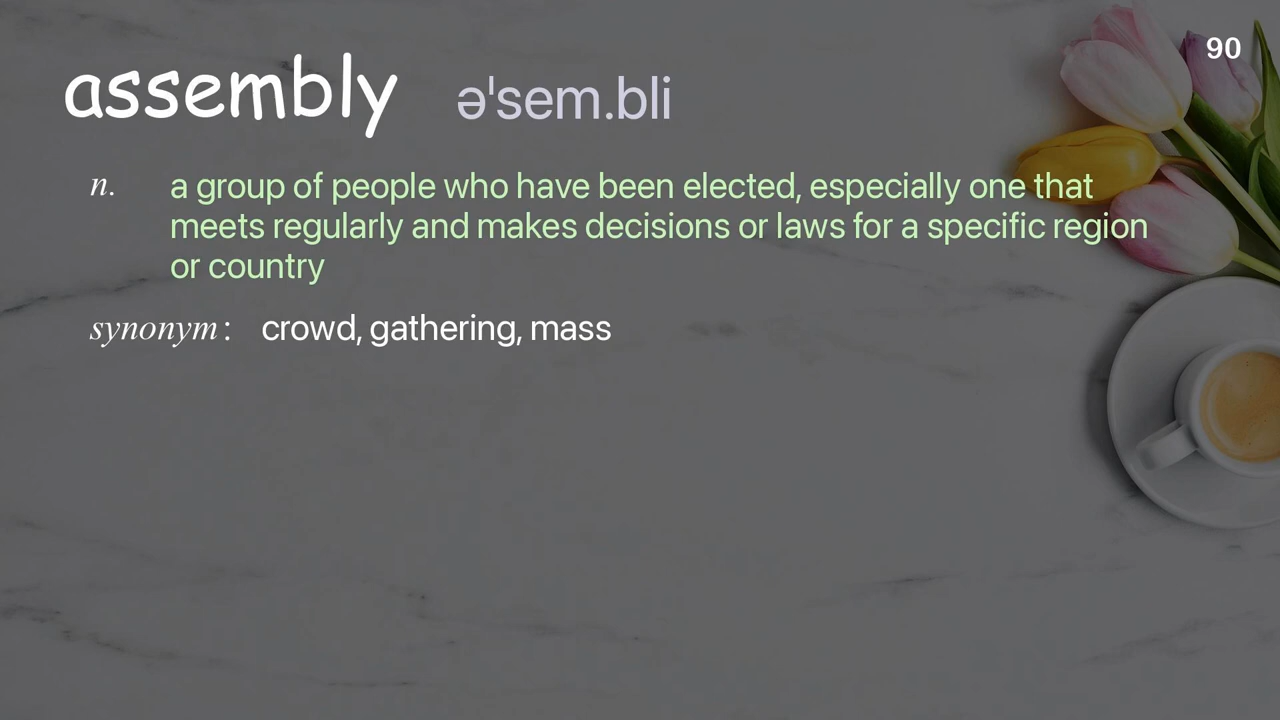 90
assembly əˈsem.bli
n. a group of people who have been elected, especially one that
meets regularly and makes decisions or laws for a specific region
or country
synonym: crowd, gathering, mass